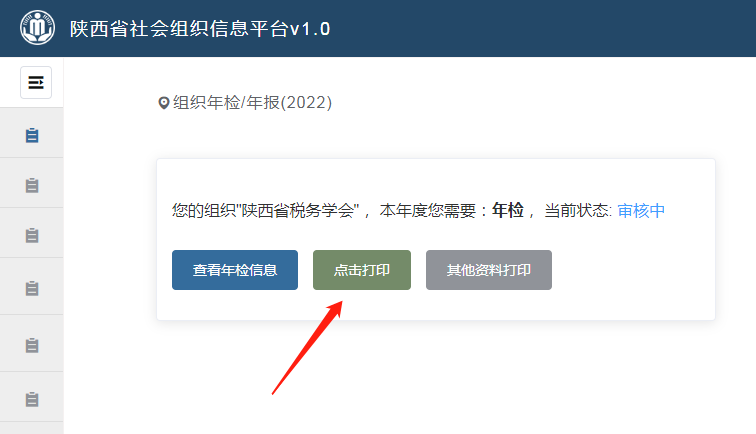 陕西省社会组织信息平台v1.0
组织年检/年报(2022)
您的组织"陕西省税务学会"，本年度您需要：年检，当前状态: 审核中
查看年检信息 点击打印 其他资料打印